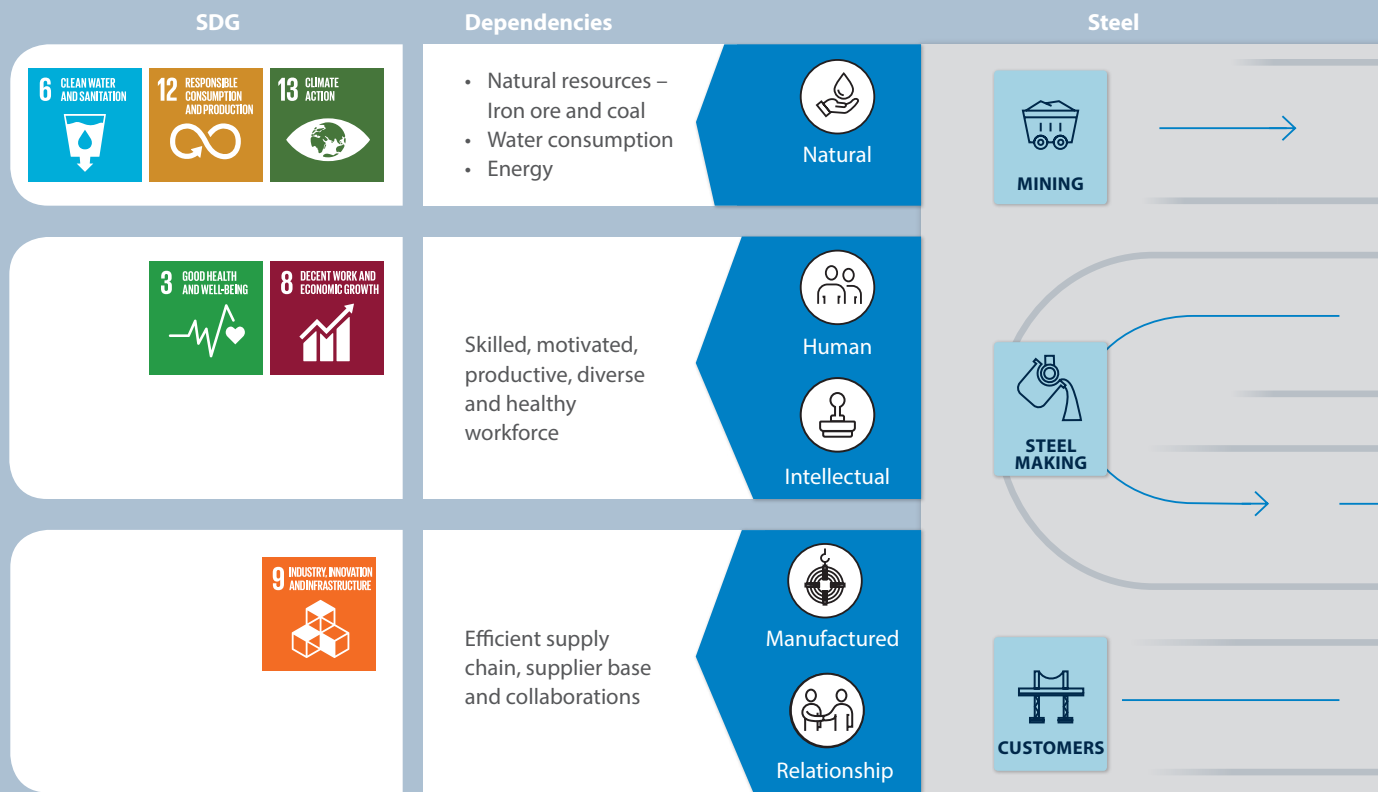 SDG
Dependencies
Steel
6 CLEAN WATER
AND SANITATION
12 RESPONSIBLE
CONSUMPTION
AND PRODUCTION
13 CLIMATE
ACTION
• Natural resources –
Iron ore and coal
• Water consumption
• Energy
Natural
MINING
3 GOOD HEALTH
AND WELL-BEING
8 DECENT WORK AND
ECONOMIC GROWTH
Skilled, motivated,
productive, diverse
and healthy
workforce
Human
Intellectual
STEEL
MAKING
9 INDUSTRY, INNOVATION
AND INFRASTRUCTURE
Efficient supply
chain, supplier base
and collaborations
Manufactured
Relationship
CUSTOMERS